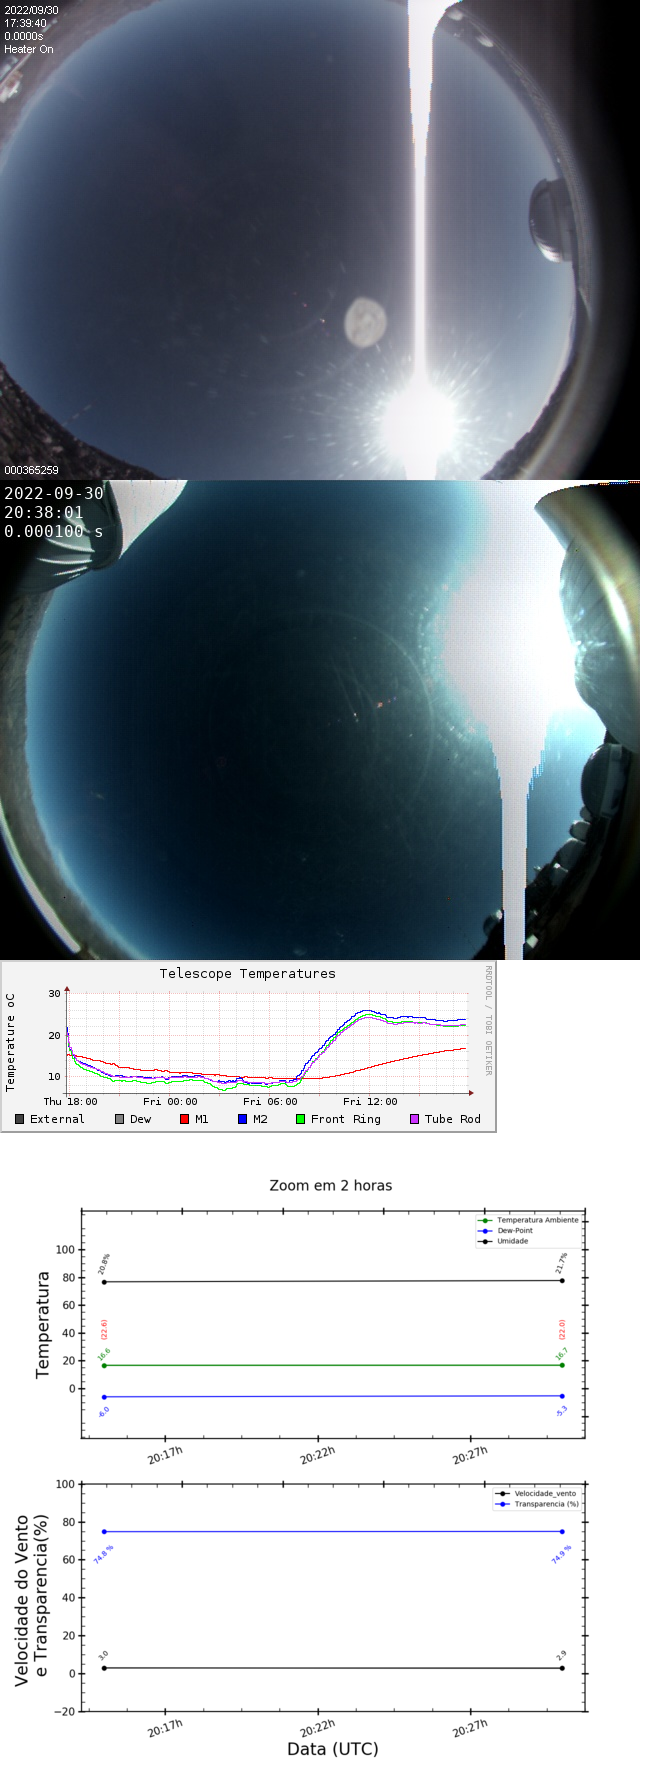 2022/09/30
17:39:40
0.0000s
Heater On
000365259
2022-09-30
20:38:01
0.000100 s
Telescope Temperatures
RRDTOOL / TOBI OETIKER
Temperature oC
30
20
10
Thu 18:00 Fri 00:00 Fri 06:00 Fri 12:00
External Dew M1 M2 Front Ring Tube Rod
Zoom em 2 horas
Temperatura
Temperatura Ambiente
Dew-Point
Umidade
100
80
60
40
20
0
20.8%
21.7%
(22.6)
(22.0)
16.6
16.7
-6.0
-5.3
20:17h 20:22h 20:27h
Velocidade do Vento
e Transparencia(%)
Velocidade_vento
Transparencia (%)
100
80
60
40
20
0
−20
74.8 %
74.9 %
3.0
2.9
20:17h 20:22h 20:27h
Data (UTC)